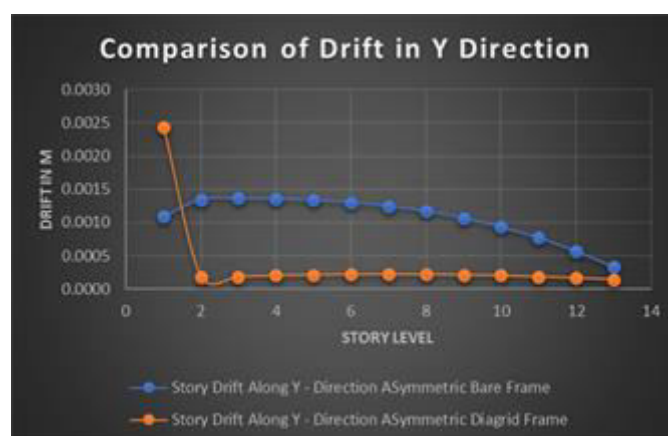 Comparison of Drift in Y Direction
0.0030
0.0025
0.0020
0.0015
0.0010
0.0005
0.0000
DRIFT IN M
0 2 4 6 8 10 12 14
STORY LEVEL
Story Drift Along Y - Direction ASymmetric Bare Frame
Story Drift Along Y - Direction ASymmetric Diagrid Frame